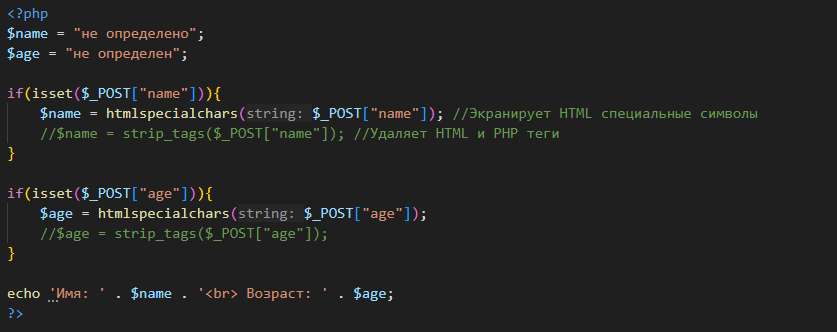 <?php
$name = "не определено";
$age = "не определен";
if(isset($_POST["name"])){
$name = htmlspecialchars(string: $_POST["name"]); //Экранирует HTML специальные символы
//$name = strip_tags($_POST["name"]); //Удаляет HTML и PHP теги
}
if(isset($_POST["age"])){
$age = htmlspecialchars(string: $_POST["age"]);
//$age = strip_tags($_POST["age"]);
}
echo 'Имя: ' . $name . '<br> Возраст: ' . $age;
?>